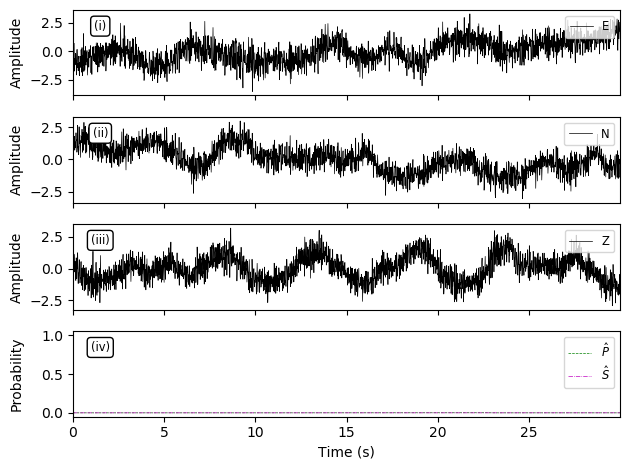 Amplitude
2.5
0.0
−2.5
(i)
E
Amplitude
2.5
0.0
−2.5
(ii)
N
Amplitude
2.5
0.0
−2.5
(iii)
Z
Probability
1.0
0.5
0.0
(iv)
P̂
Ŝ
0 5 10 15 20 25
Time (s)